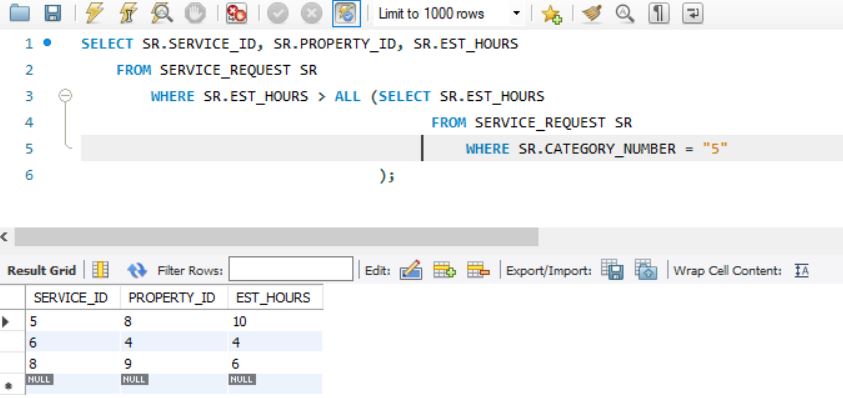 Limit to 1000 rows
1 SELECT SR.SERVICE_ID, SR.PROPERTY_ID, SR.EST_HOURS
2 FROM SERVICE_REQUEST SR
3 WHERE SR.EST_HOURS > ALL (SELECT SR.EST_HOURS
4 FROM SERVICE_REQUEST SR
5 WHERE SR.CATEGORY_NUMBER = "5"
6 );
Result Grid Filter Rows: Edit: Export/Import: Wrap Cell Content:
SERVICE_ID PROPERTY_ID EST_HOURS
5 8 10
6 4 4
8 9 6
NULL NULL NULL